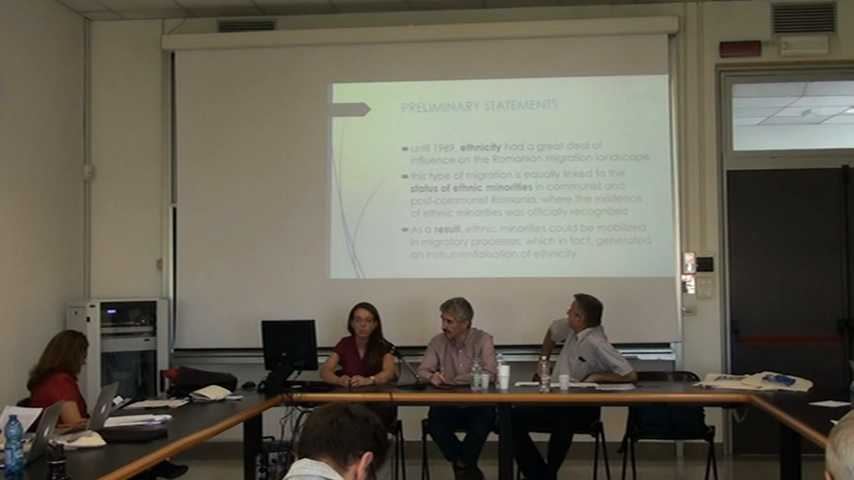 PRELIMINARY STATEMENTS
until 1989, ethnicity had a great deal of
influence on the Romanian migration landscape
this type of migration is equally linked to the
status of ethnic minorities in communist and
post-communist Romania, where the existence
of ethnic minorities was officially recognized
As a result, ethnic minorities could be mobilized
in migratory processes, which in fact, generated
an instrumentalisation of ethnicity